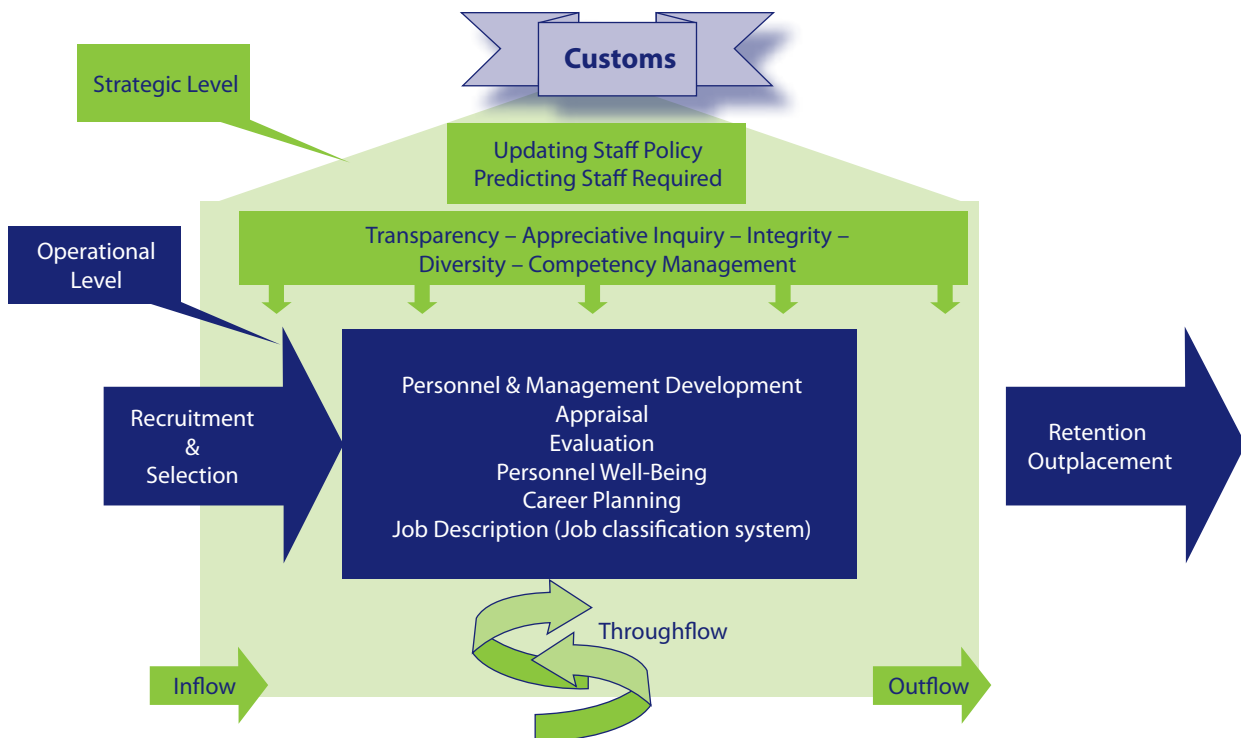 Customs
Strategic Level
Updating Staff Policy
Predicting Staff Required
Transparency – Appreciative Inquiry – Integrity –
Diversity – Competency Management
Operational
Level
Recruitment
&
Selection
Personnel & Management Development
Appraisal
Evaluation
Personnel Well-Being
Career Planning
Job Description (Job classification system)
Retention
Outplacement
Throughflow
Inflow
Outflow